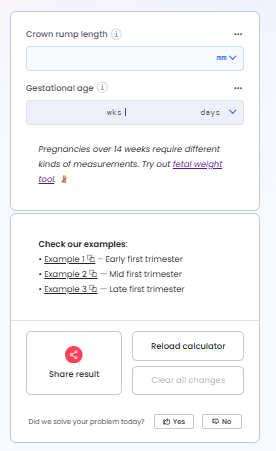 Crown rump length
mm
Gestational age
wks days
Pregnancies over 14 weeks require different
kinds of measurements. Try out fetal weight
tool.
Check our examples:
• Example 1 – Early first trimester
• Example 2 — Mid first trimester
• Example 3 — Late first trimester
Share result
Reload calculator
Clear all changes
Did we solve your problem today? Yes No